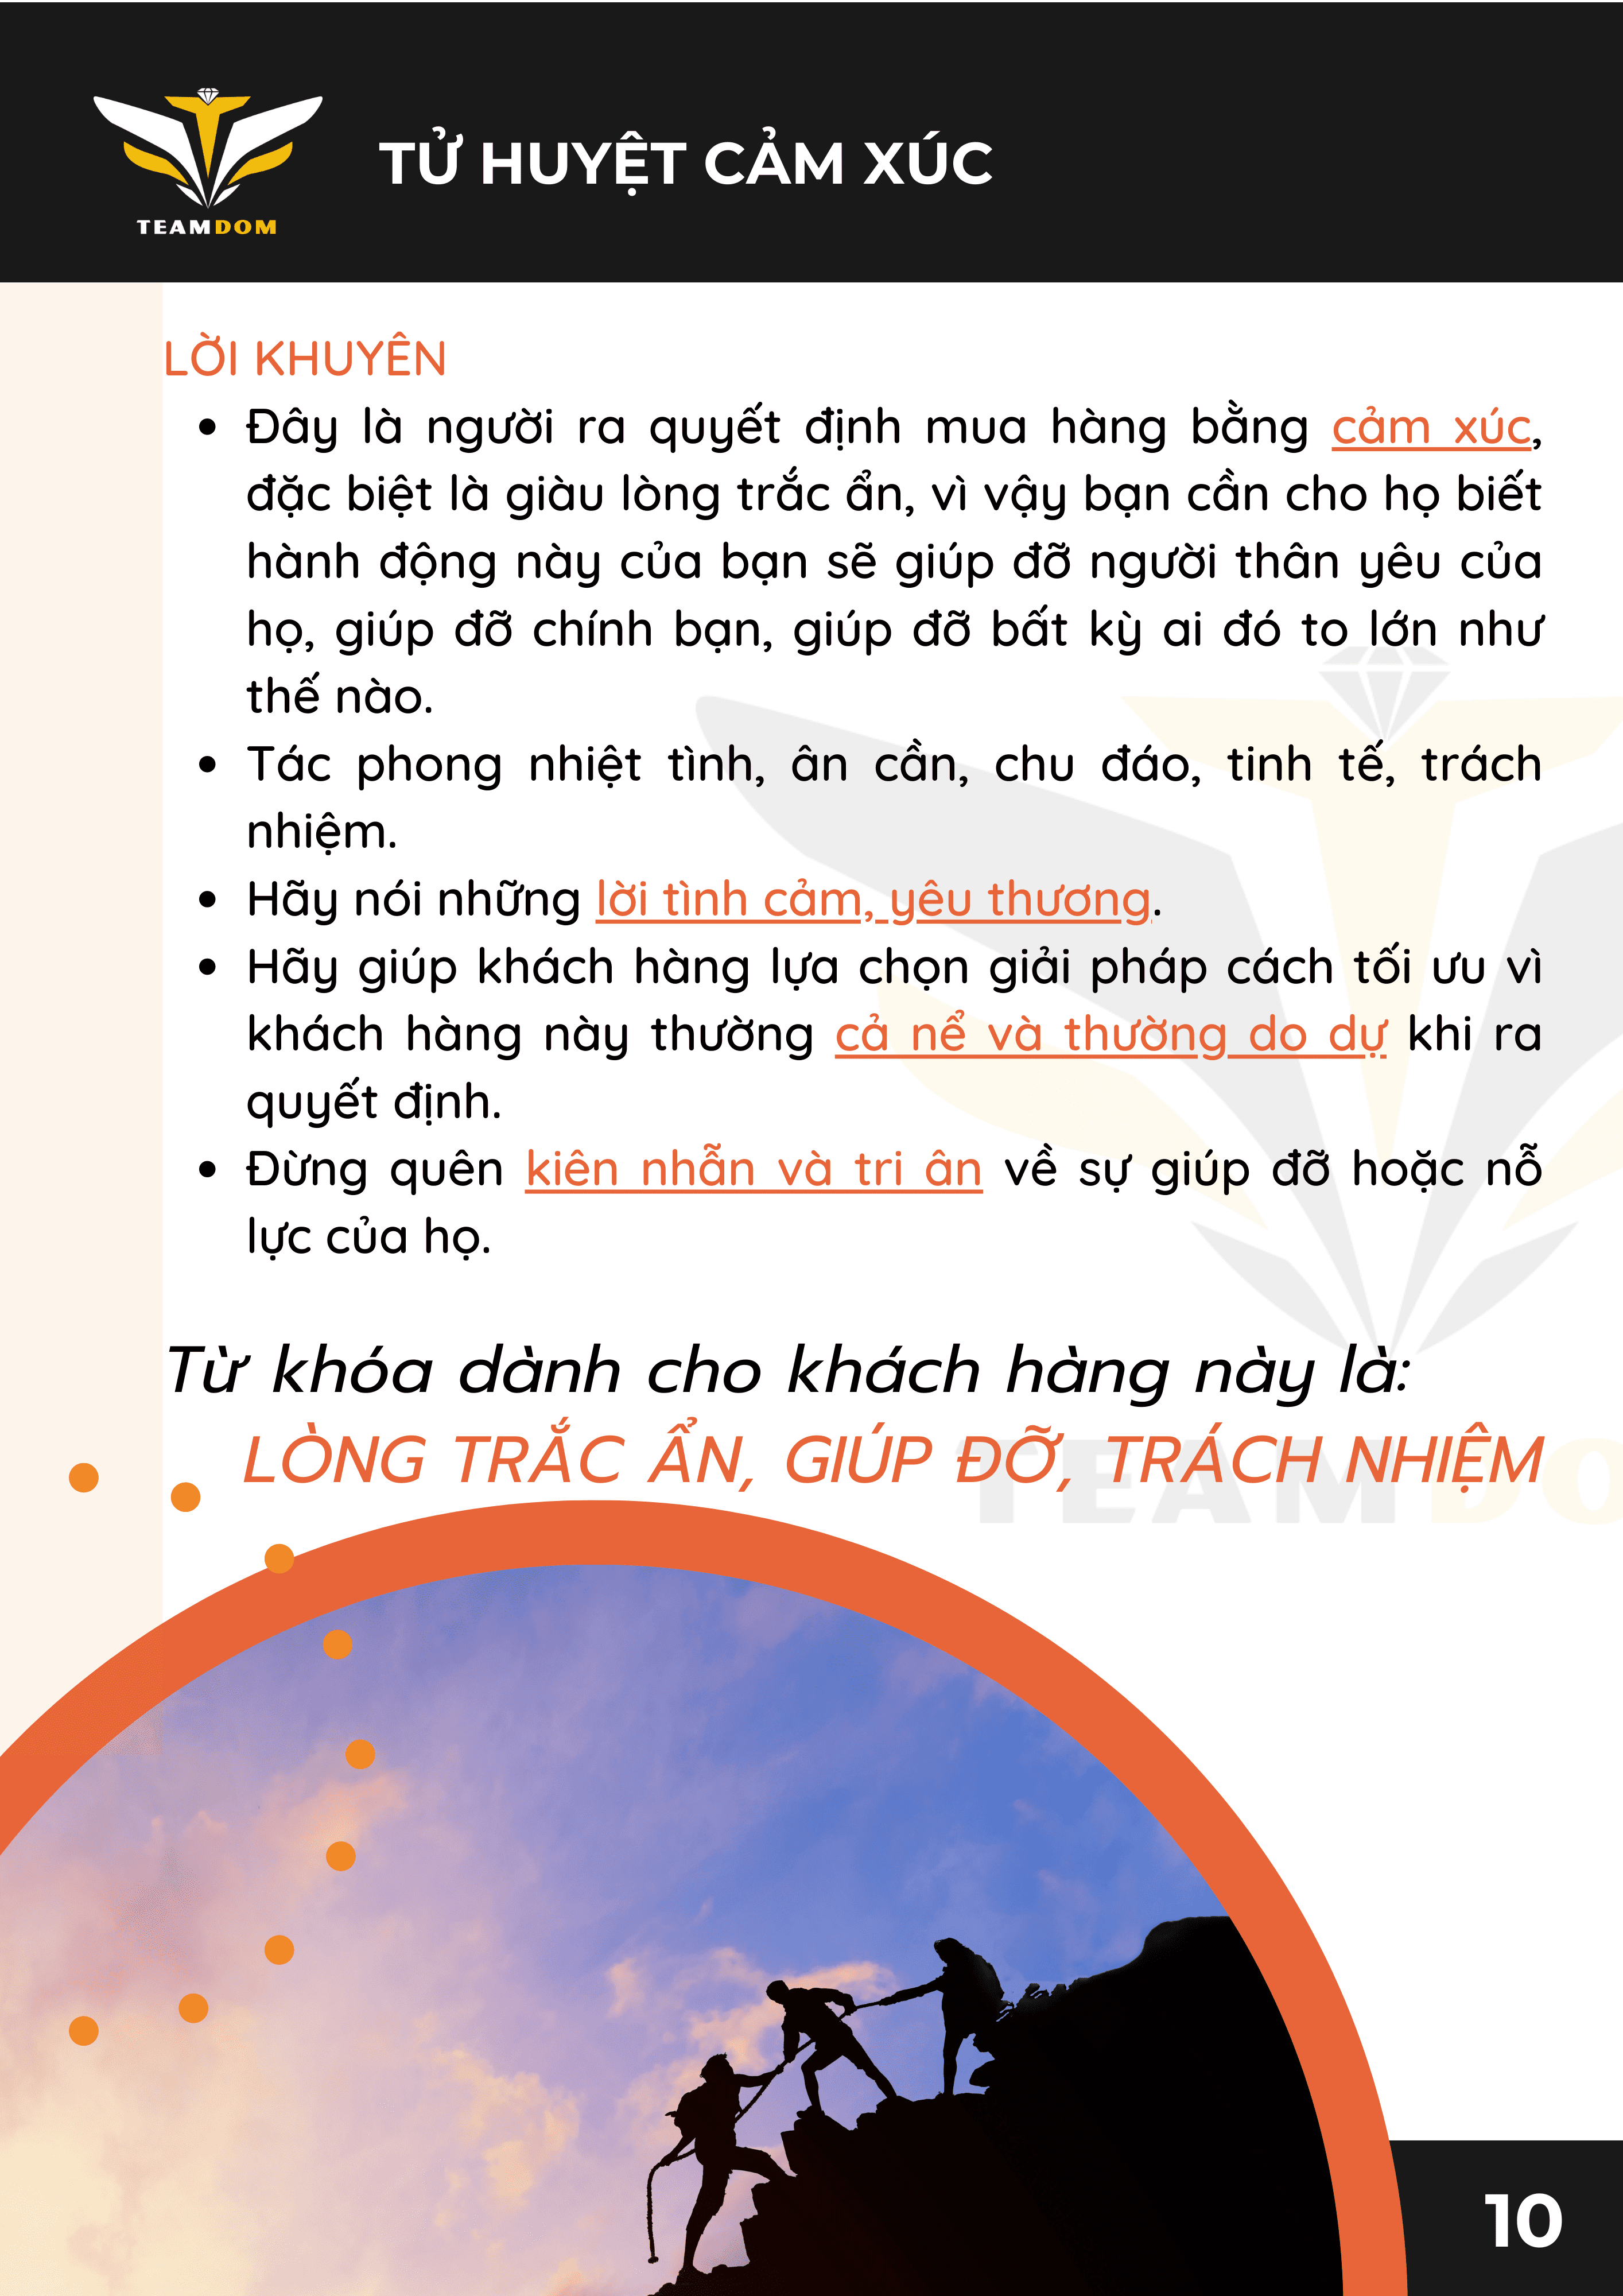 TEAMDOM
TỬ HUYỆT CẢM XÚC
LỜI KHUYÊN
• Đây là người ra quyết định mua hàng bằng cảm xúc,
đặc biệt là giàu lòng trắc ẩn, vì vậy bạn cần cho họ biết
hành động này của bạn sẽ giúp đỡ người thân yêu của
họ, giúp đỡ chính bạn, giúp đỡ bất kỳ ai đó to lớn như
thế nào.
• Tác phong nhiệt tình, ân cần, chu đáo, tinh tế, trách
nhiệm.
• Hãy nói những lời tình cảm, yêu thương.
• Hãy giúp khách hàng lựa chọn giải pháp cách tối ưu vì
khách hàng này thường cả nể và thường do dự khi ra
quyết định.
• Đừng quên kiên nhẫn và tri ân về sự giúp đỡ hoặc nỗ
lực của họ.
Từ khóa dành cho khách hàng này là:
LÒNG TRẮC ẨN, GIÚP ĐỠ, TRÁCH NHIỆM
TEAMDO
10